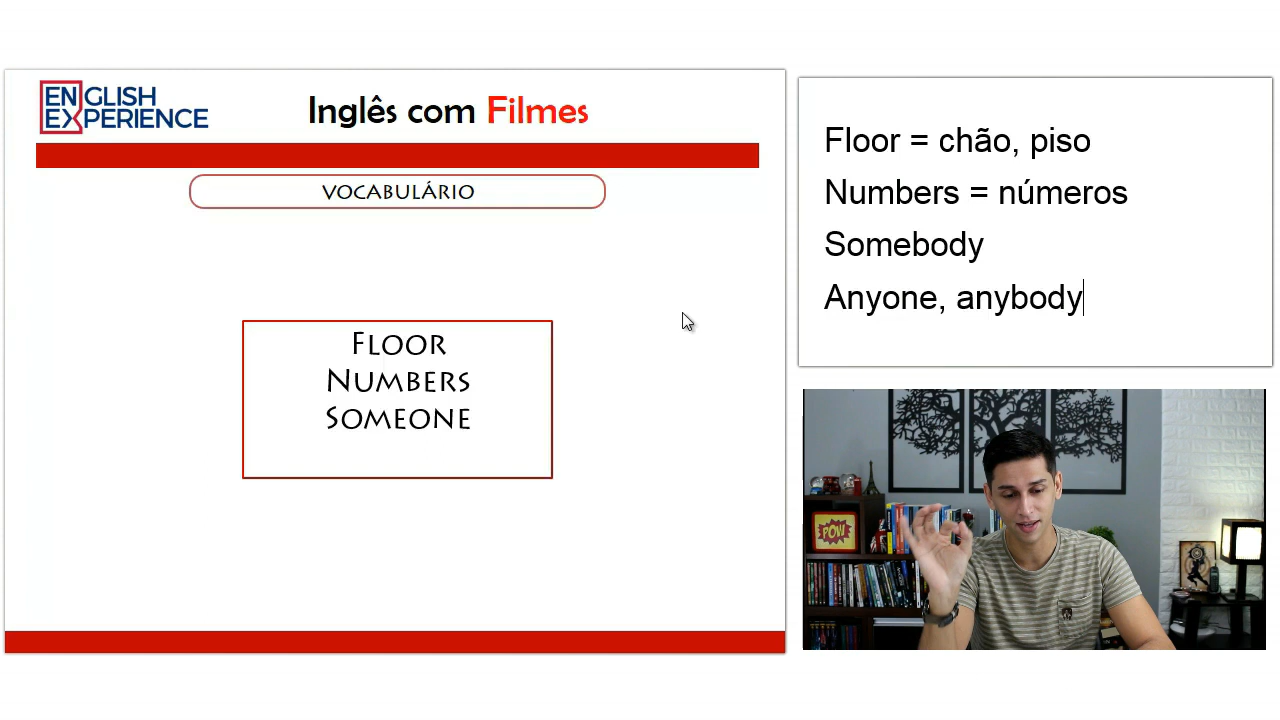 ENGLISH
EXPERIENCE
Inglês com Filmes
VOCABULÁRIO
FLOOR
NUMBERS
SOMEONE
Floor = chão, piso
Numbers = números
Somebody
Anyone, anybody
POW!